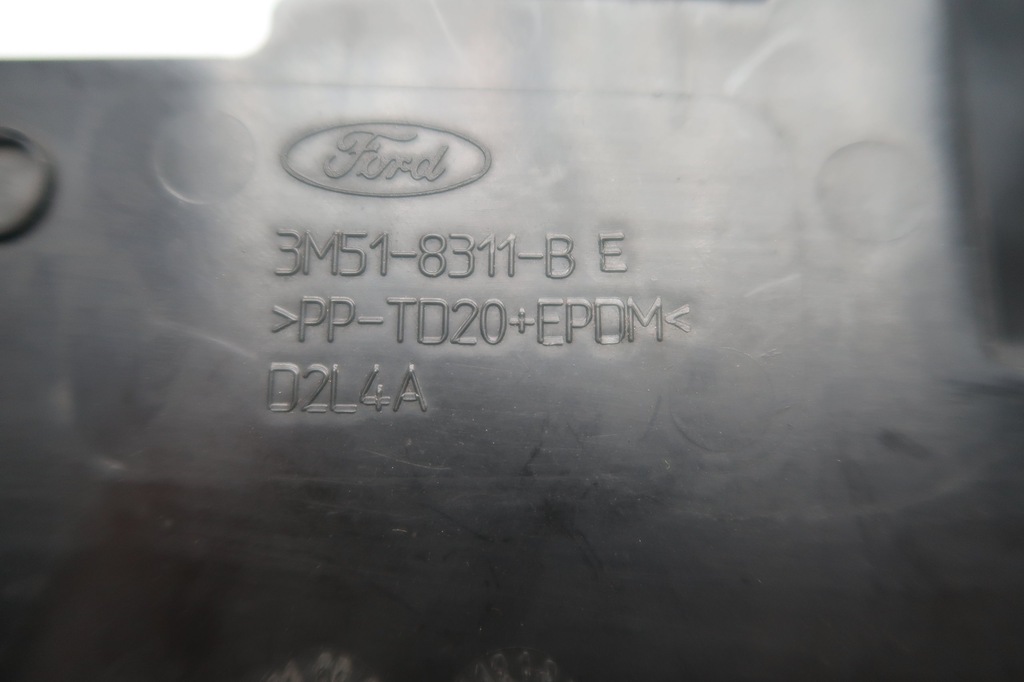 Ford
3M51-8311-B E
>PP-TD20+EPDM<
D2L4A